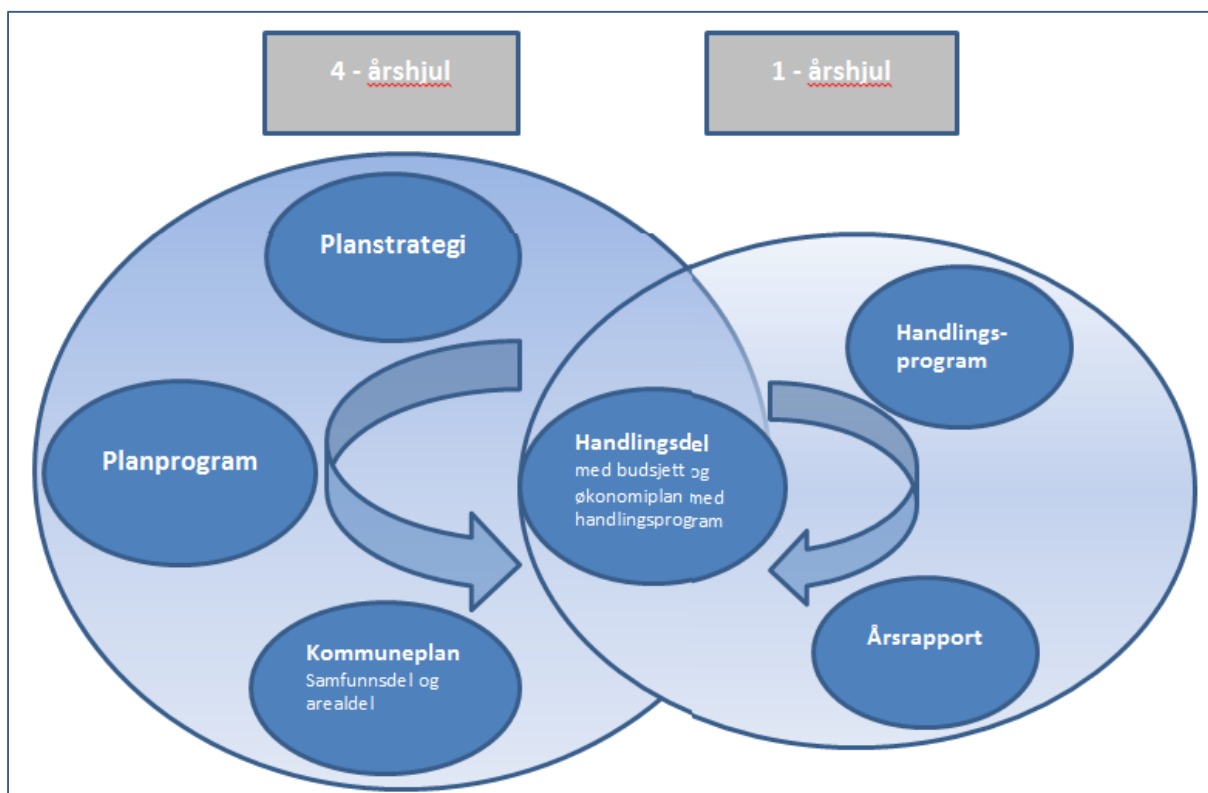 4 - årshjul
1 - årshjul
Planstrategi
Planprogram
Kommuneplan
Samfunnsdel og
arealdel
Handlingsdel
med budsjett og
økonomiplan med
handlingsprogram
Handlings-
program
Årsrapport